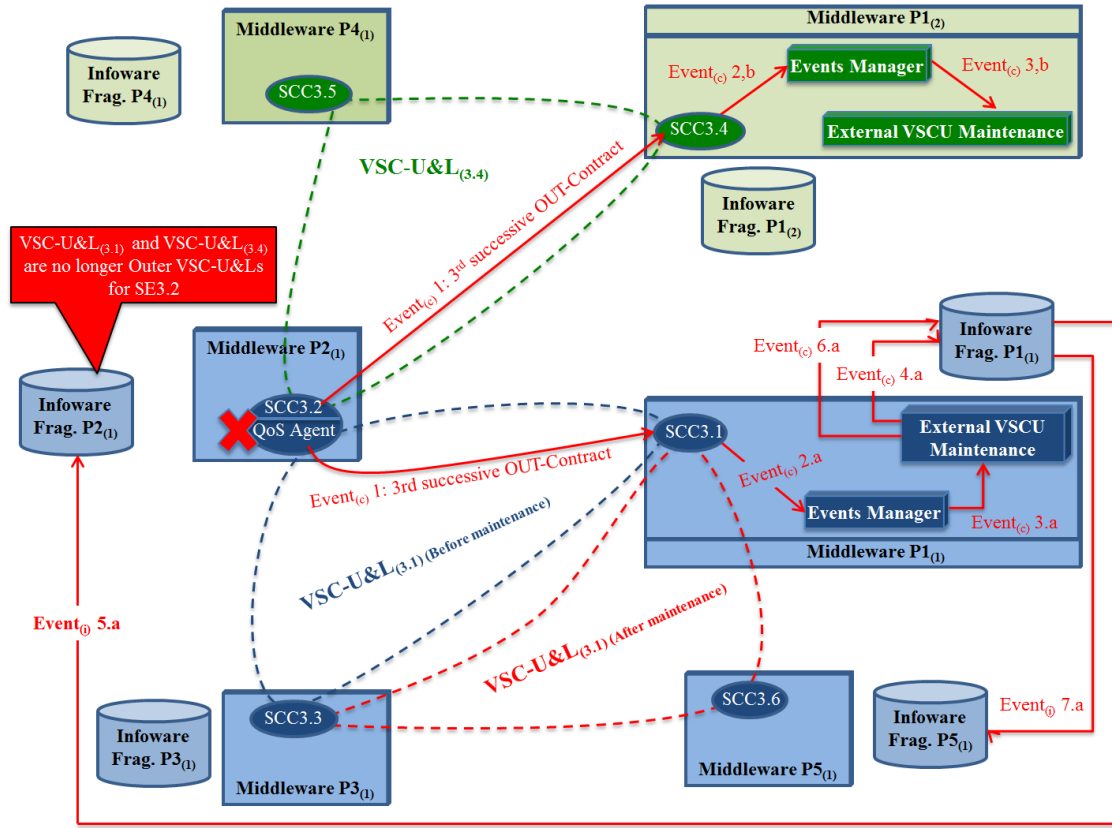 Middleware P4(1)
Middleware P1(2)
Infoware
Frag. P4(1)
SCC3.5
Event(c) 2,b
Events Manager
Event(c) 3,b
SCC3.4
External VSCU Maintenance
VSC-U&L(3.4)
Event(c) 1: 3rd successive OUT-Contract
Infoware
Frag. P1(2)
VSC-U&L(3.1) and VSC-U&L(3.4)
are no longer Outer VSC-U&Ls
for SE3.2
Middleware P2(1)
Infoware
Frag. P2(1)
SCC3.2
QoS Agent
Event(c) 6.a
Event(c) 4.a
Infoware
Frag. P1(1)
SCC3.1
External VSCU
Maintenance
Event(c) 2.a
Event(c) 1: 3rd successive OUT-Contract
Events Manager
Event(c) 3.a
Middleware P1(1)
VSC-U&L(3.1) (Before maintenance)
Event(i) 5.a
VSC-U&L(3.1) (After maintenance)
Infoware
Frag. P3(1)
SCC3.3
Middleware P3(1)
SCC3.6
Middleware P5(1)
Infoware
Frag. P5(1)
Event(i) 7.a